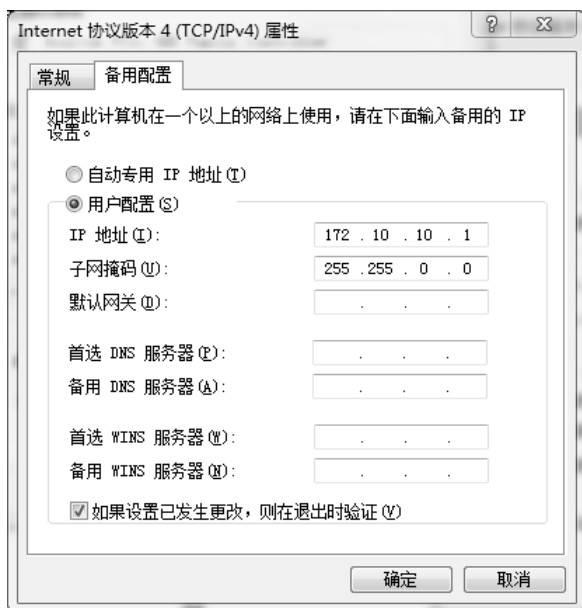 Internet 协议版本 4 (TCP/IPv4) 属性
常规
备用配置
如果此计算机在一个以上的网络上使用，请在下面输入备用的 IP
设置。
自动专用 IP 地址(T)
用户配置(S)
IP 地址(I): 172 . 10 . 10 . 1
子网掩码(U): 255 .255 . 0 . 0
默认网关(D): . . .
首选 DNS 服务器(P): . . .
备用 DNS 服务器(A): . . .
首选 WINS 服务器(W): . . .
备用 WINS 服务器(N): . . .
如果设置已发生更改，则在退出时验证(V)
确定
取消